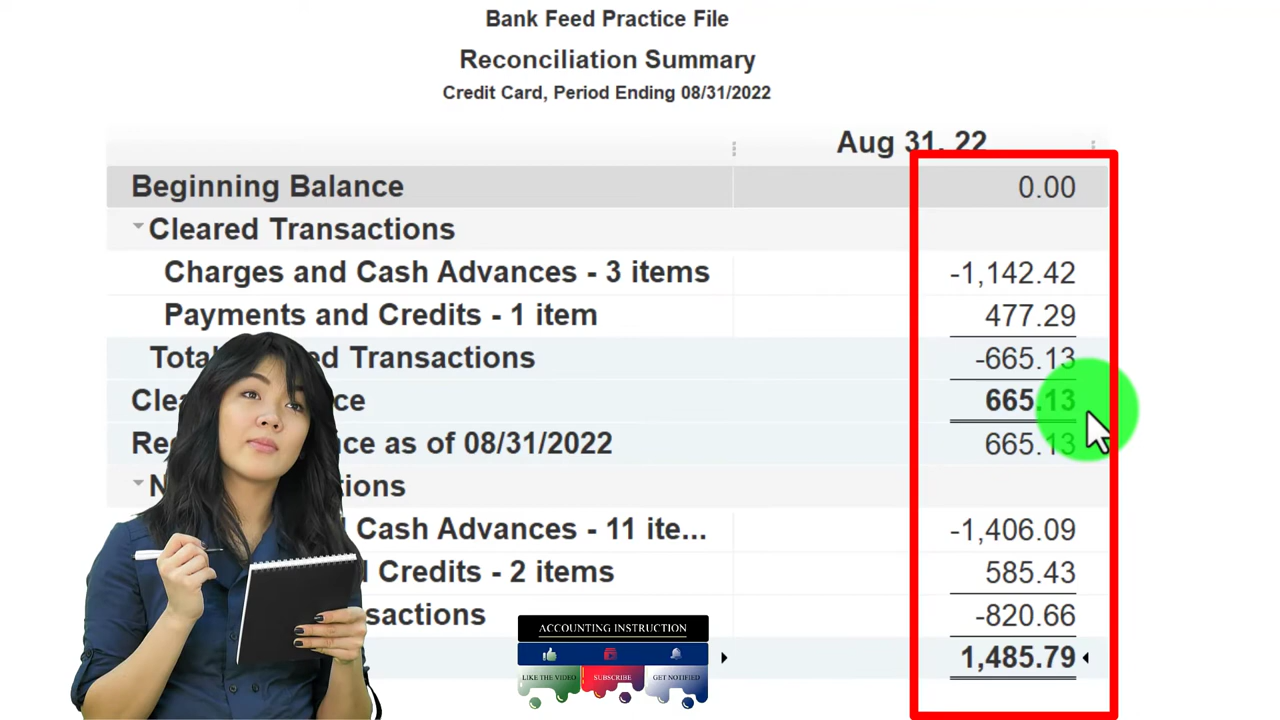 Bank Feed Practice File
Reconciliation Summary
Credit Card, Period Ending 08/31/2022
Aug 31, 22
Beginning Balance 0.00
Cleared Transactions
Charges and Cash Advances - 3 items -1,142.42
Payments and Credits - 1 item 477.29
Transactions -665.13
665.13
as of 08/31/2022 665.13
Cash Advances - 11 ite... -1,406.09
Credits - 2 items 585.43
-820.66
1,485.79
ACCOUNTING INSTRUCTION
LIKE THE VIDEO SUBSCRIBE GET NOTIFIED